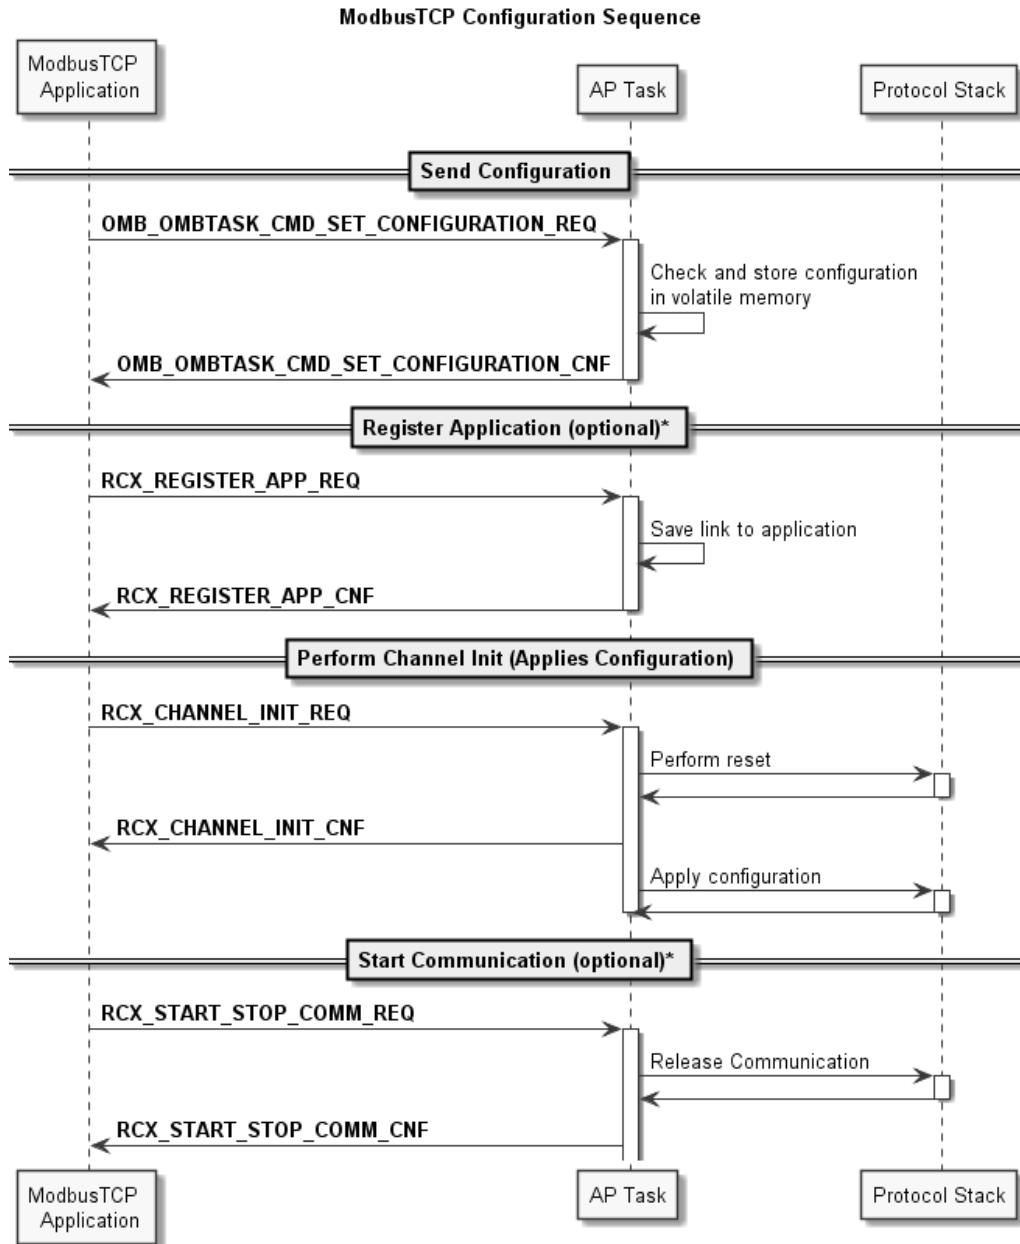 ModbusTCP Configuration Sequence
ModbusTCP
Application
AP Task
Protocol Stack
Send Configuration
OMB_OMBTASK_CMD_SET_CONFIGURATION_REQ
Check and store configuration
in volatile memory
OMB_OMBTASK_CMD_SET_CONFIGURATION_CNF
Register Application (optional)*
RCX_REGISTER_APP_REQ
Save link to application
RCX_REGISTER_APP_CNF
Perform Channel Init (Applies Configuration)
RCX_CHANNEL_INIT_REQ
Perform reset
RCX_CHANNEL_INIT_CNF
Apply configuration
Start Communication (optional)*
RCX_START_STOP_COMM_REQ
Release Communication
RCX_START_STOP_COMM_CNF
ModbusTCP
Application
AP Task
Protocol Stack